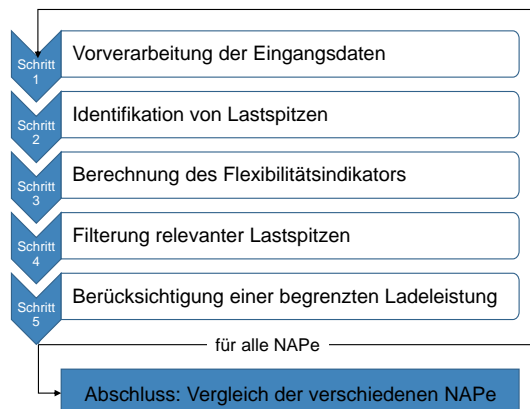 Schritt
1
Vorverarbeitung der Eingangsdaten
Schritt
2
Identifikation von Lastspitzen
Schritt
3
Berechnung des Flexibilitätsindikators
Schritt
4
Filterung relevanter Lastspitzen
Schritt
5
Berücksichtigung einer begrenzten Ladeleistung
für alle NAPe
Abschluss: Vergleich der verschiedenen NAPe